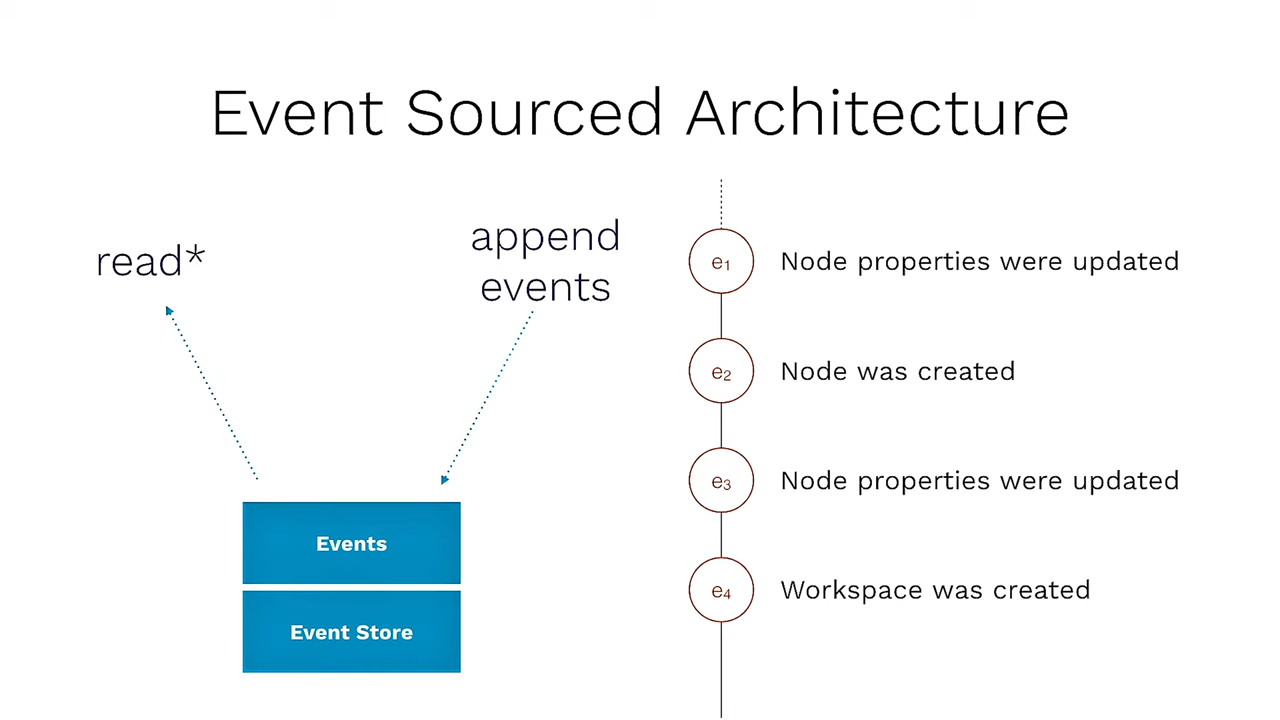 Event Sourced Architecture
read*
append
events
Events
Event Store
e₁ Node properties were updated
e₂ Node was created
e₃ Node properties were updated
e₄ Workspace was created